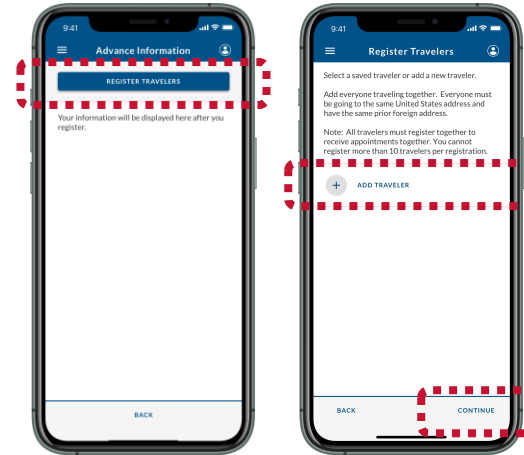 9:41
Advance Information
REGISTER TRAVELERS
Your information will be displayed here after you
register.
BACK
9:41
Register Travelers
Select a saved traveler or add a new traveler.
Add everyone traveling together. Everyone must
be going to the same United States address and
have the same prior foreign address.
Note: All travelers must register together to
receive appointments together. You cannot
register more than 10 travelers per registration.
+ ADD TRAVELER
BACK
CONTINUE